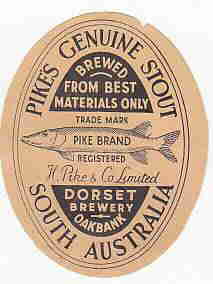 PIKE'S GENUINE STOUT
BREWED
FROM BEST
MATERIALS ONLY
TRADE MARK
PIKE BRAND
REGISTERED
H. Pike & Co Limited
DORSET
BREWERY
OAKBANK
SOUTH AUSTRALIA